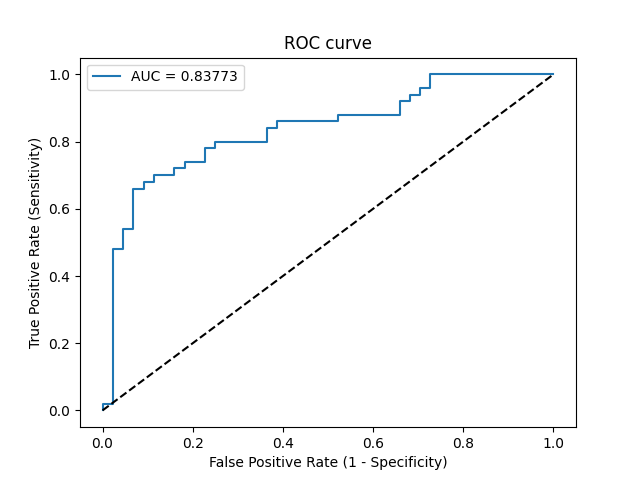 ROC curve
AUC = 0.83773
True Positive Rate (Sensitivity)
1.0
0.8
0.6
0.4
0.2
0.0
0.0 0.2 0.4 0.6 0.8 1.0
False Positive Rate (1 - Specificity)